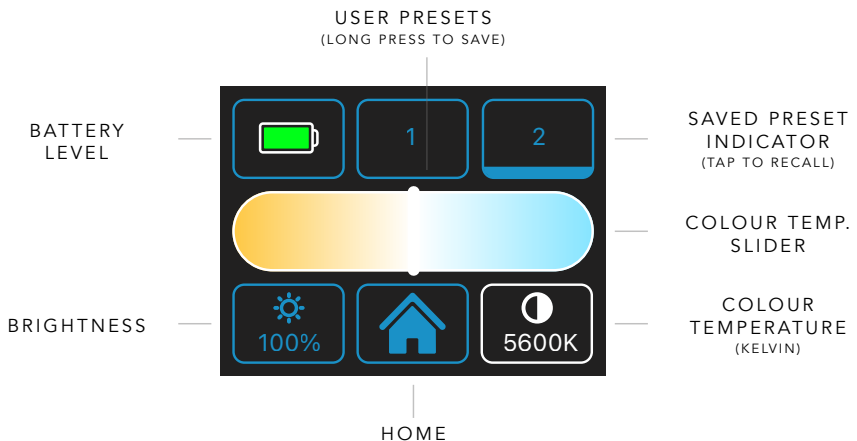 USER PRESETS
(LONG PRESS TO SAVE)
BATTERY
LEVEL
1
2
SAVED PRESET
INDICATOR
(TAP TO RECALL)
COLOUR TEMP.
SLIDER
BRIGHTNESS
100%
5600K
COLOUR
TEMPERATURE
(KELVIN)
HOME